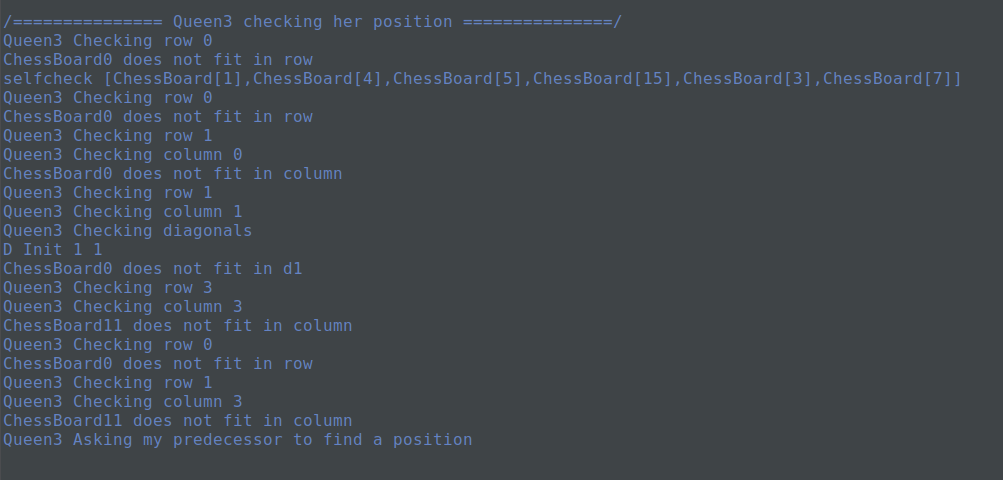 /=============== Queen3 checking her position ===============/
Queen3 Checking row 0
ChessBoard0 does not fit in row
selfcheck [ChessBoard[1],ChessBoard[4],ChessBoard[5],ChessBoard[15],ChessBoard[3],ChessBoard[7]]
Queen3 Checking row 0
ChessBoard0 does not fit in row
Queen3 Checking row 1
Queen3 Checking column 0
ChessBoard0 does not fit in column
Queen3 Checking row 1
Queen3 Checking column 1
Queen3 Checking diagonals
D Init 1 1
ChessBoard0 does not fit in d1
Queen3 Checking row 3
Queen3 Checking column 3
ChessBoard11 does not fit in column
Queen3 Checking row 0
ChessBoard0 does not fit in row
Queen3 Checking row 1
Queen3 Checking column 3
ChessBoard11 does not fit in column
Queen3 Asking my predecessor to find a position